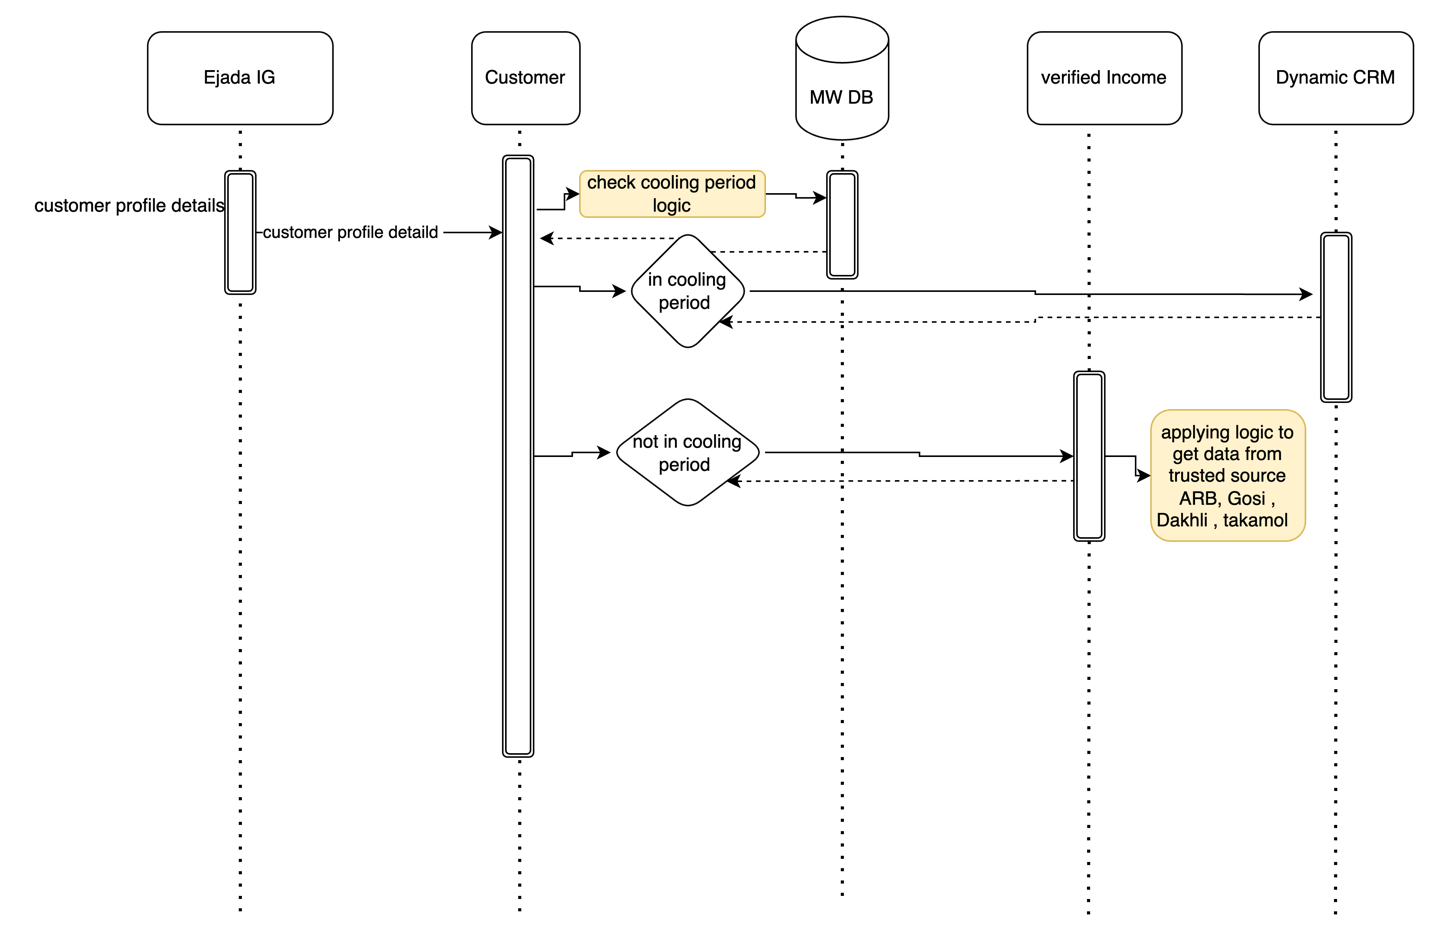 Ejada IG
Customer
MW DB
verified Income
Dynamic CRM
check cooling period
logic
customer profile details
customer profile detaild
in cooling
period
not in cooling
period
applying logic to
get data from
trusted source
ARB, Gosi ,
Dakhli , takamol